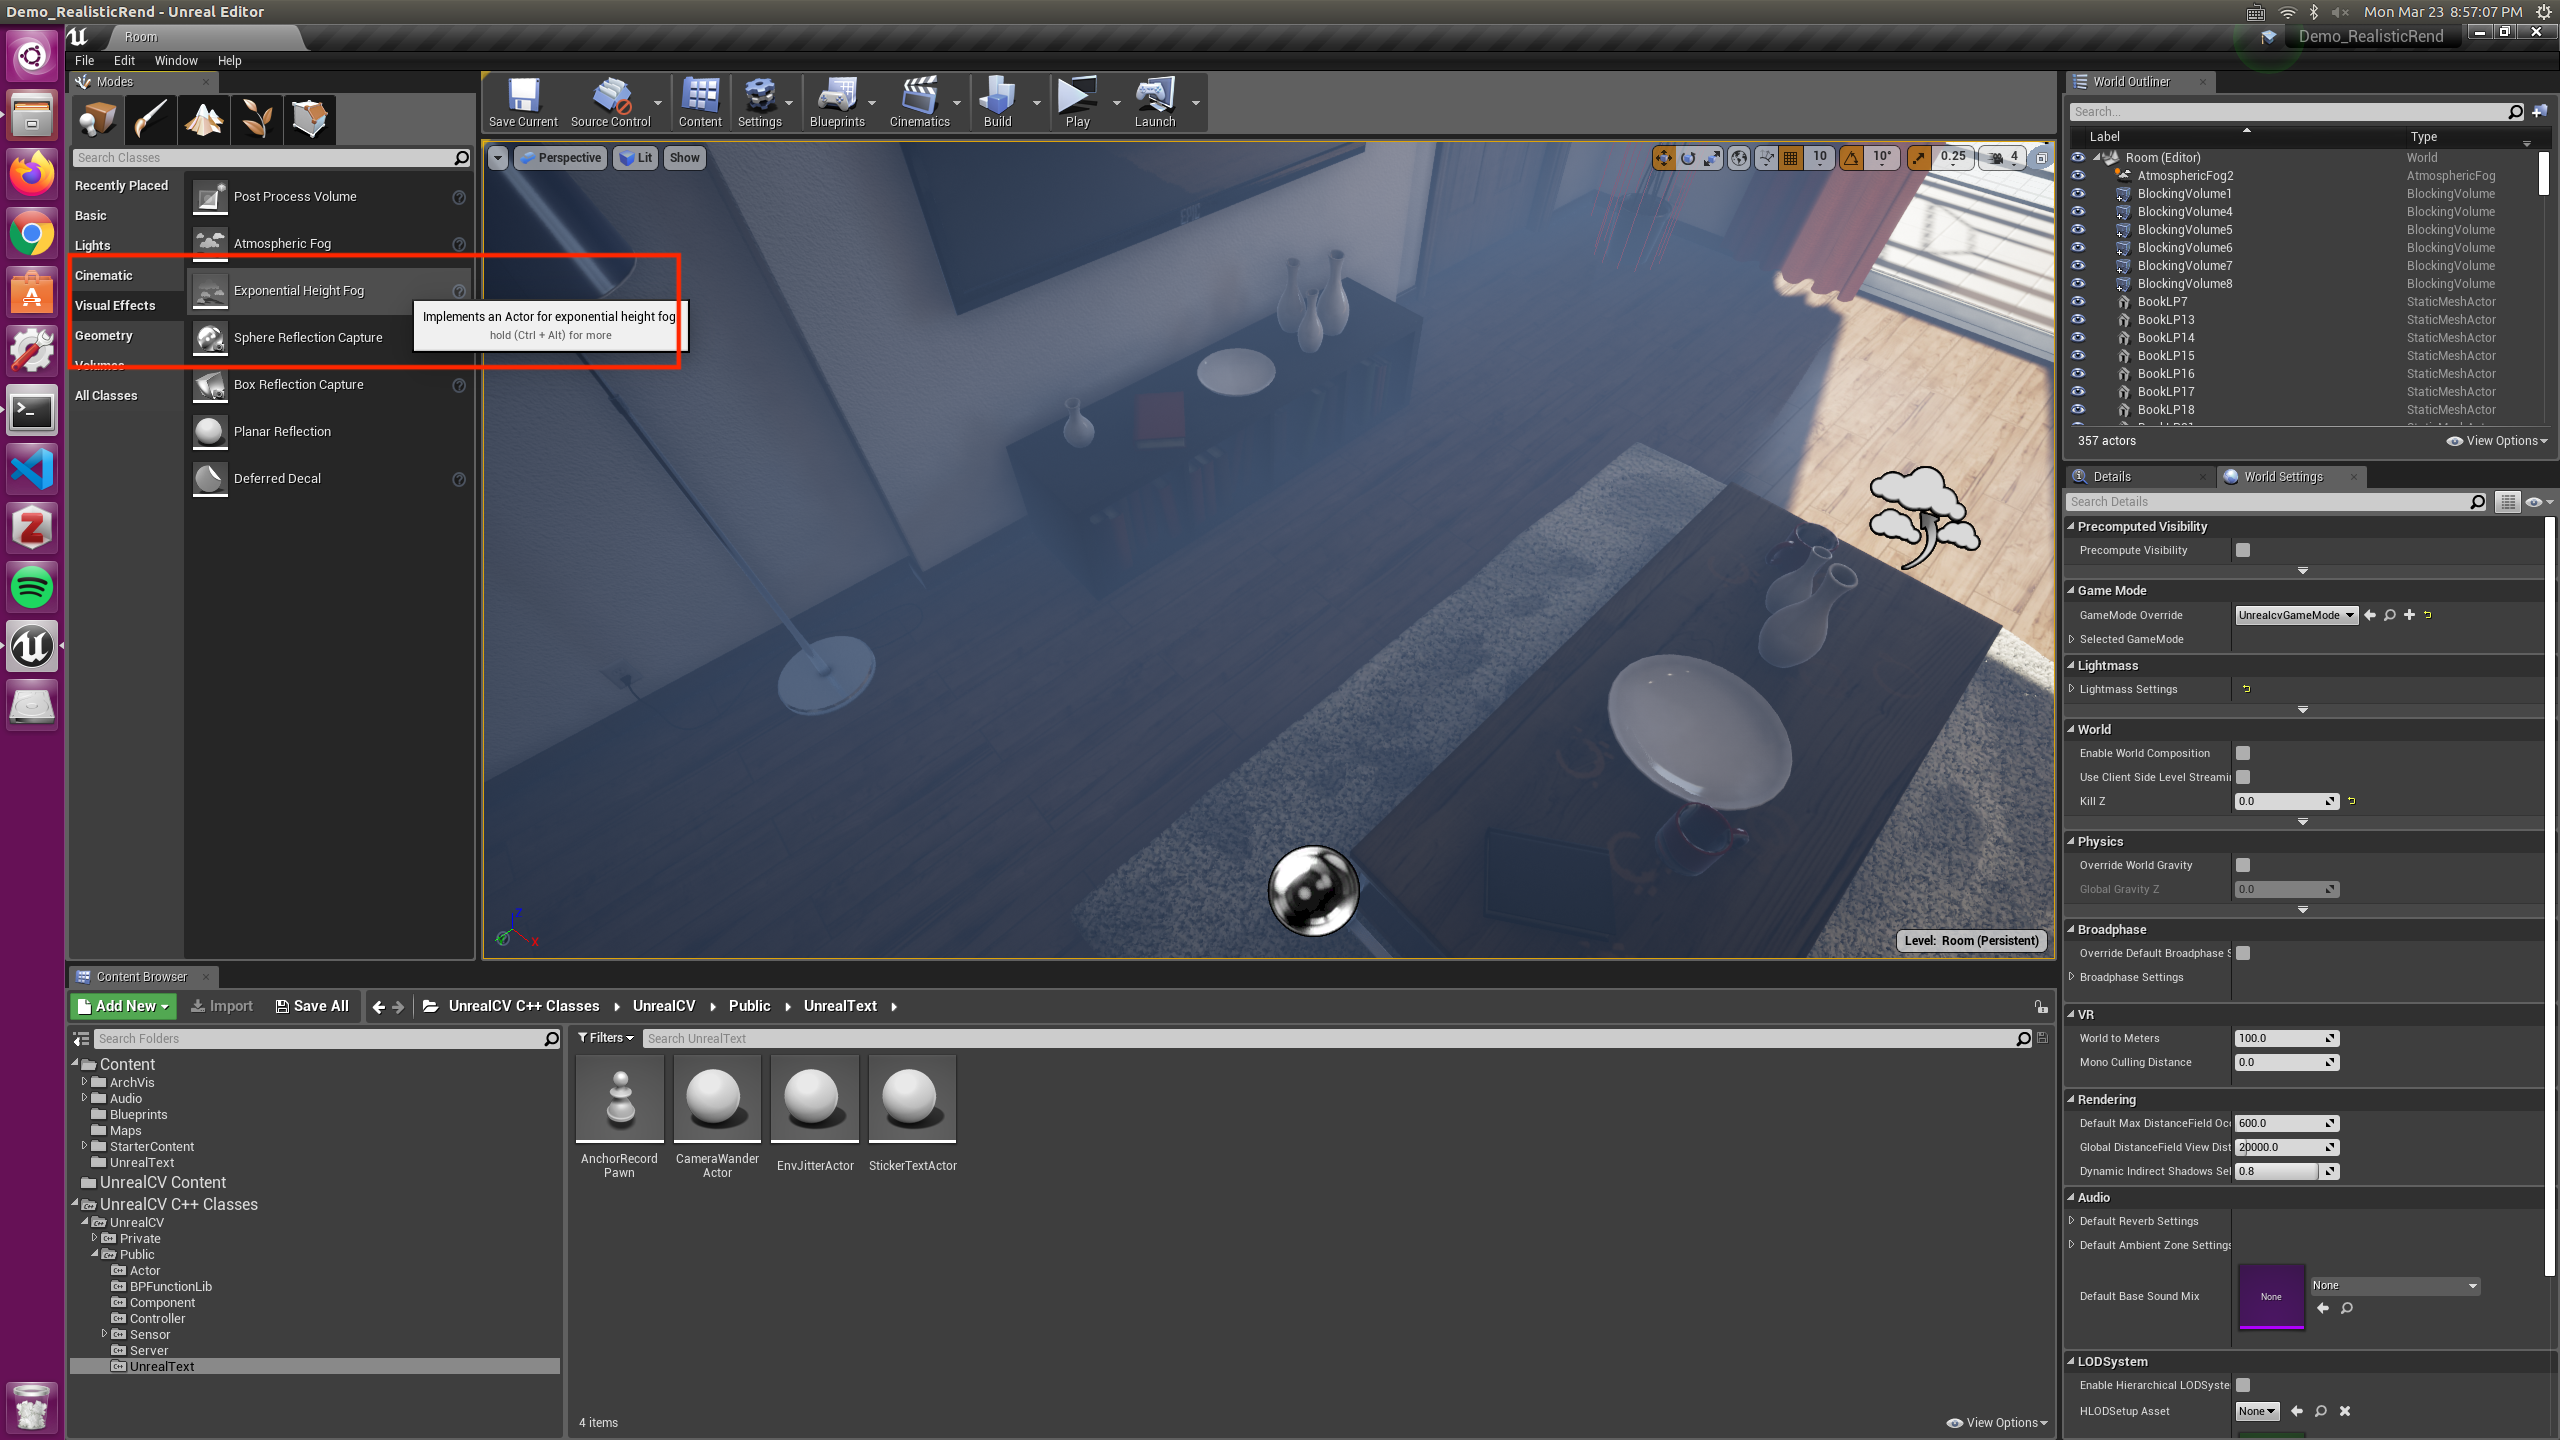 Demo_RealisticRend - Unreal Editor
Mon Mar 23 8:57:07 PM
Room
Demo_RealisticRend
File Edit Window Help
Modes
Search Classes
Recently Placed
Basic
Lights
Cinematic
Visual Effects
Geometry
Volumes
All Classes
Post Process Volume
Atmospheric Fog
Exponential Height Fog
Sphere Reflection Capture
Box Reflection Capture
Planar Reflection
Deferred Decal
Implements an Actor for exponential height fog
hold (Ctrl + Alt) for more
Save Current Source Control Content Settings Blueprints Cinematics Build Play Launch
Perspective Lit Show
10 10° 0.25 4
Z
X
Level: Room (Persistent)
World Outliner
Search...
Label Type
Room (Editor) World
AtmosphericFog2 AtmosphericFog
BlockingVolume1 BlockingVolume
BlockingVolume4 BlockingVolume
BlockingVolume5 BlockingVolume
BlockingVolume6 BlockingVolume
BlockingVolume7 BlockingVolume
BlockingVolume8 BlockingVolume
BookLP7 StaticMeshActor
BookLP13 StaticMeshActor
BookLP14 StaticMeshActor
BookLP15 StaticMeshActor
BookLP16 StaticMeshActor
BookLP17 StaticMeshActor
BookLP18 StaticMeshActor
357 actors View Options
Details World Settings
Search Details
Precomputed Visibility
Precompute Visibility
Game Mode
GameMode Override UnrealcvGameMode
Selected GameMode
Lightmass
Lightmass Settings
World
Enable World Composition
Use Client Side Level Streami
Kill Z 0.0
Physics
Override World Gravity
Global Gravity Z 0.0
Broadphase
Override Default Broadphase S
Broadphase Settings
VR
World to Meters 100.0
Mono Culling Distance 0.0
Rendering
Default Max DistanceField Occ 600.0
Global DistanceField View Dist 20000.0
Dynamic Indirect Shadows Sel 0.8
Audio
Default Reverb Settings
Default Ambient Zone Settings
Default Base Sound Mix None None
LODSystem
Enable Hierarchical LODSyste
HLODSetup Asset None
Content Browser
Add New Import Save All UnrealCV C++ Classes UnrealCV Public UnrealText
Search Folders
Content
ArchVis
Audio
Blueprints
Maps
StarterContent
UnrealText
UnrealCV Content
UnrealCV C++ Classes
UnrealCV
Private
Public
Actor
BPFunctionLib
Component
Controller
Sensor
Server
UnrealText
Filters Search UnrealText
AnchorRecord
Pawn
CameraWander
Actor
EnvJitterActor
StickerTextActor
4 items View Options